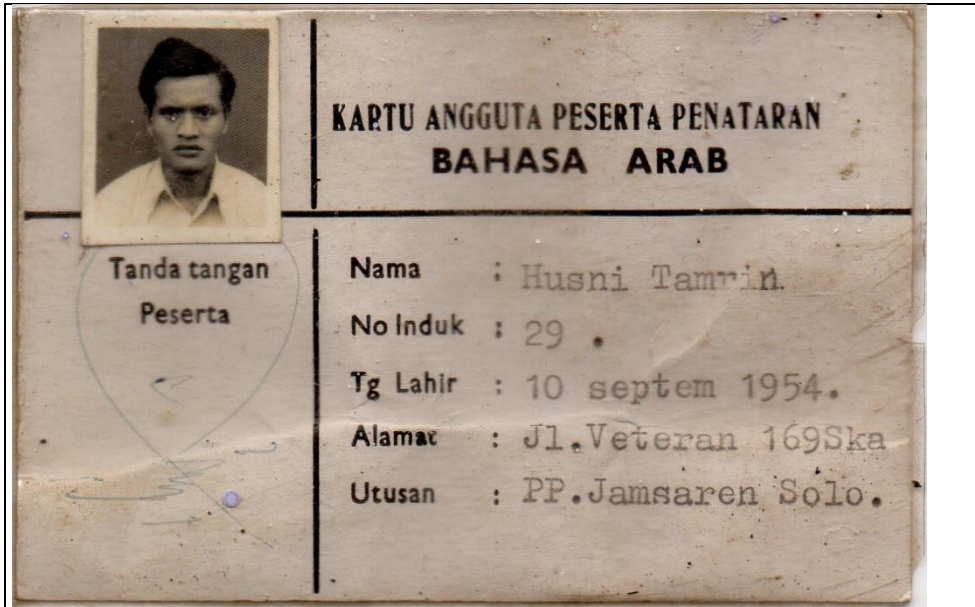 KARTU ANGGUTA PESERTA PENATARAN
BAHASA ARAB
Tanda tangan
Peserta
Nama : Husni Tamrin.
No Induk : 29 .
Tg Lahir : 10 septem 1954.
Alamat : Jl.Veteran 169Ska
Utusan : PP.Jamsaren Solo.